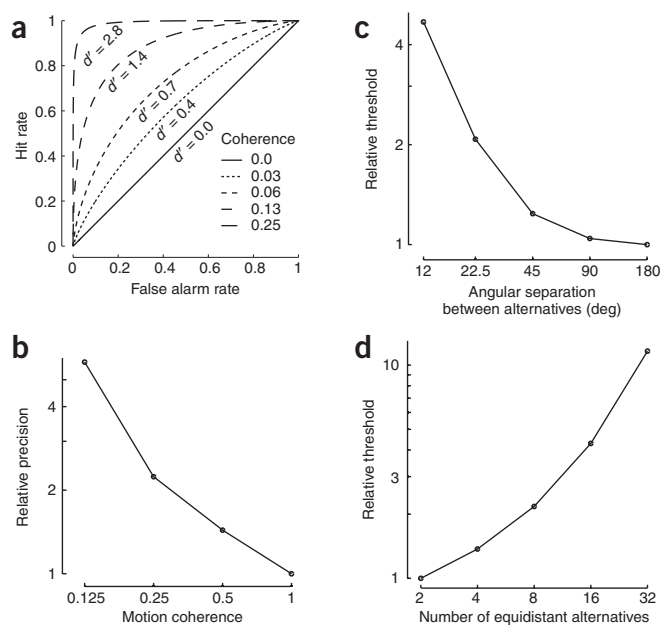 a
1
0.8
0.6
0.4
0.2
0
Hit rate
d′ = 2.8
d′ = 1.4
d′ = 0.7
d′ = 0.4
d′ = 0.0
Coherence
0.0
0.03
0.06
0.13
0.25
0 0.2 0.4 0.6 0.8 1
False alarm rate
b
4
2
1
Relative precision
0.125 0.25 0.5 1
Motion coherence
c
4
2
1
Relative threshold
12 22.5 45 90 180
Angular separation
between alternatives (deg)
d
10
3
1
Relative threshold
2 4 8 16 32
Number of equidistant alternatives